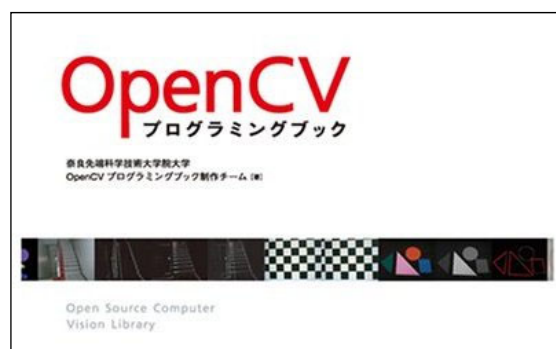 OpenCV
プログラミングブック
奈良先端科学技術大学院大学
OpenCV プログラミングブック制作チーム [著]
Open Source Computer
Vision Library